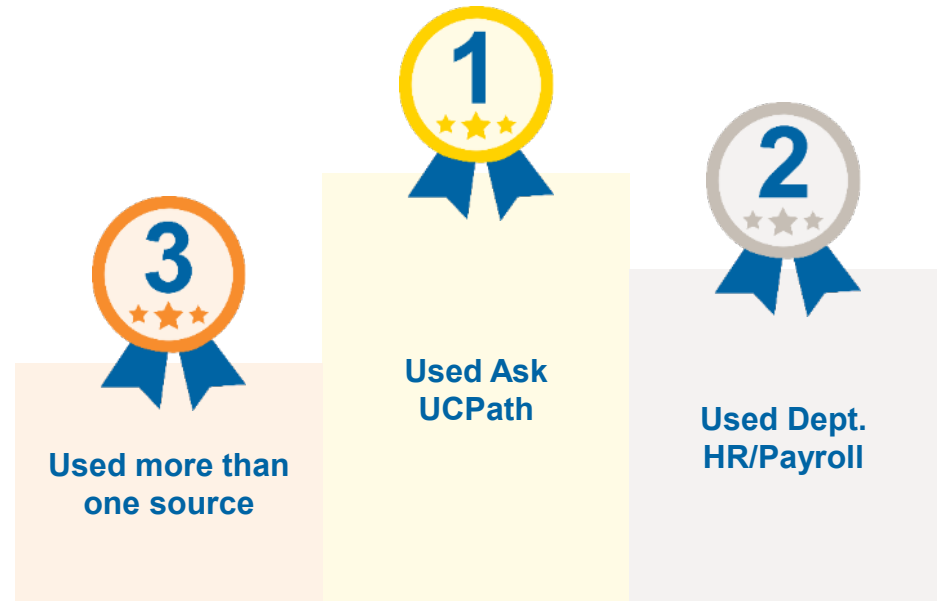 1
Used Ask
UCPath
2
Used Dept.
HR/Payroll
3
Used more than
one source